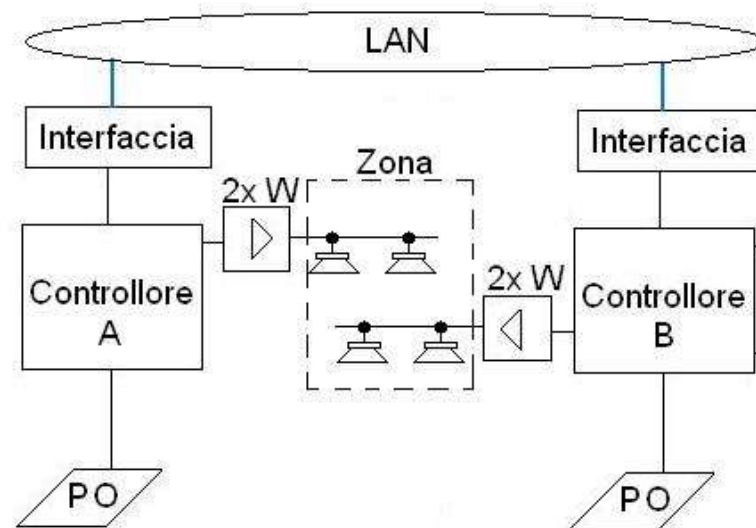 LAN
Interfaccia
Interfaccia
Zona
2x W
2x W
Controllore
A
Controllore
B
PO
PO